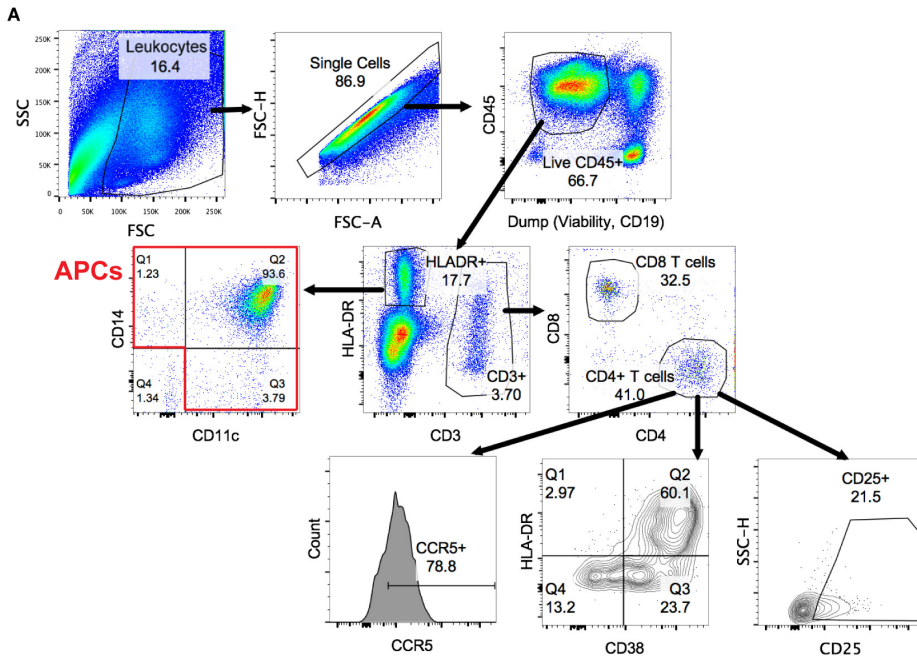 A
Leukocytes
16.4
SSC
250K
200K
150K
100K
50K
0
0 50K 100K 150K 200K 250K
FSC
Single Cells
86.9
FSC-H
FSC-A
CD45
Live CD45+
66.7
Dump (Viability, CD19)
APCs
Q1
1.23
Q2
93.6
CD14
Q4
1.34
Q3
3.79
CD11c
HLADR+
17.7
HLA-DR
CD3+
3.70
CD3
CD8 T cells
32.5
CD8
CD4+ T cells
41.0
CD4
Count
CCR5+
78.8
CCR5
Q1
2.97
Q2
60.1
HLA-DR
Q4
13.2
Q3
23.7
CD38
CD25+
21.5
SSC-H
CD25